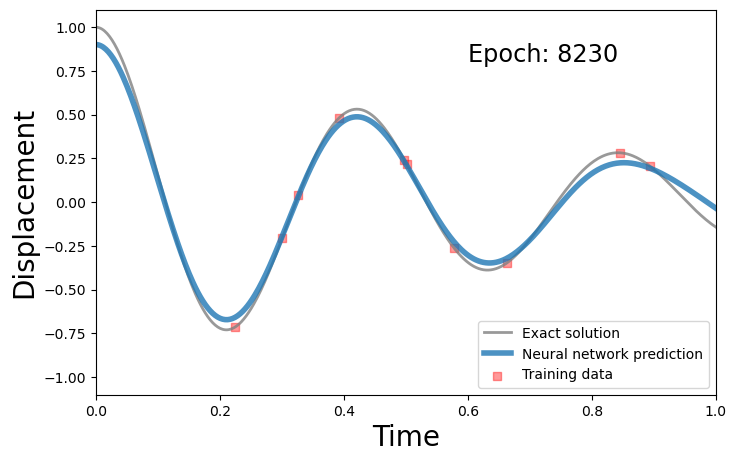 Epoch: 8230
Displacement
1.00
0.75
0.50
0.25
0.00
−0.25
−0.50
−0.75
−1.00
Exact solution
Neural network prediction
Training data
0.0 0.2 0.4 0.6 0.8 1.0
Time